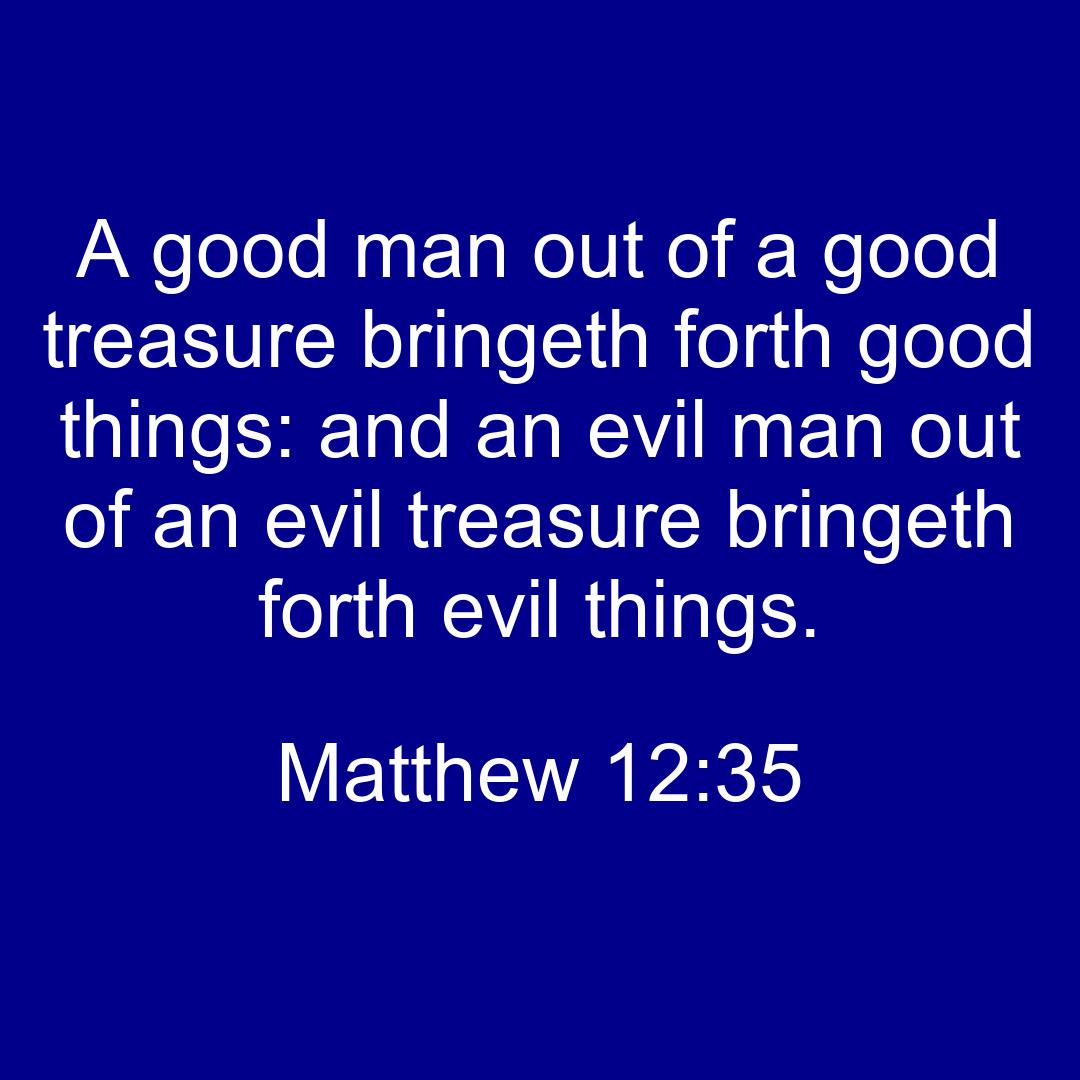 A good man out of a good
treasure bringeth forth good
things: and an evil man out
of an evil treasure bringeth
forth evil things.
Matthew 12:35